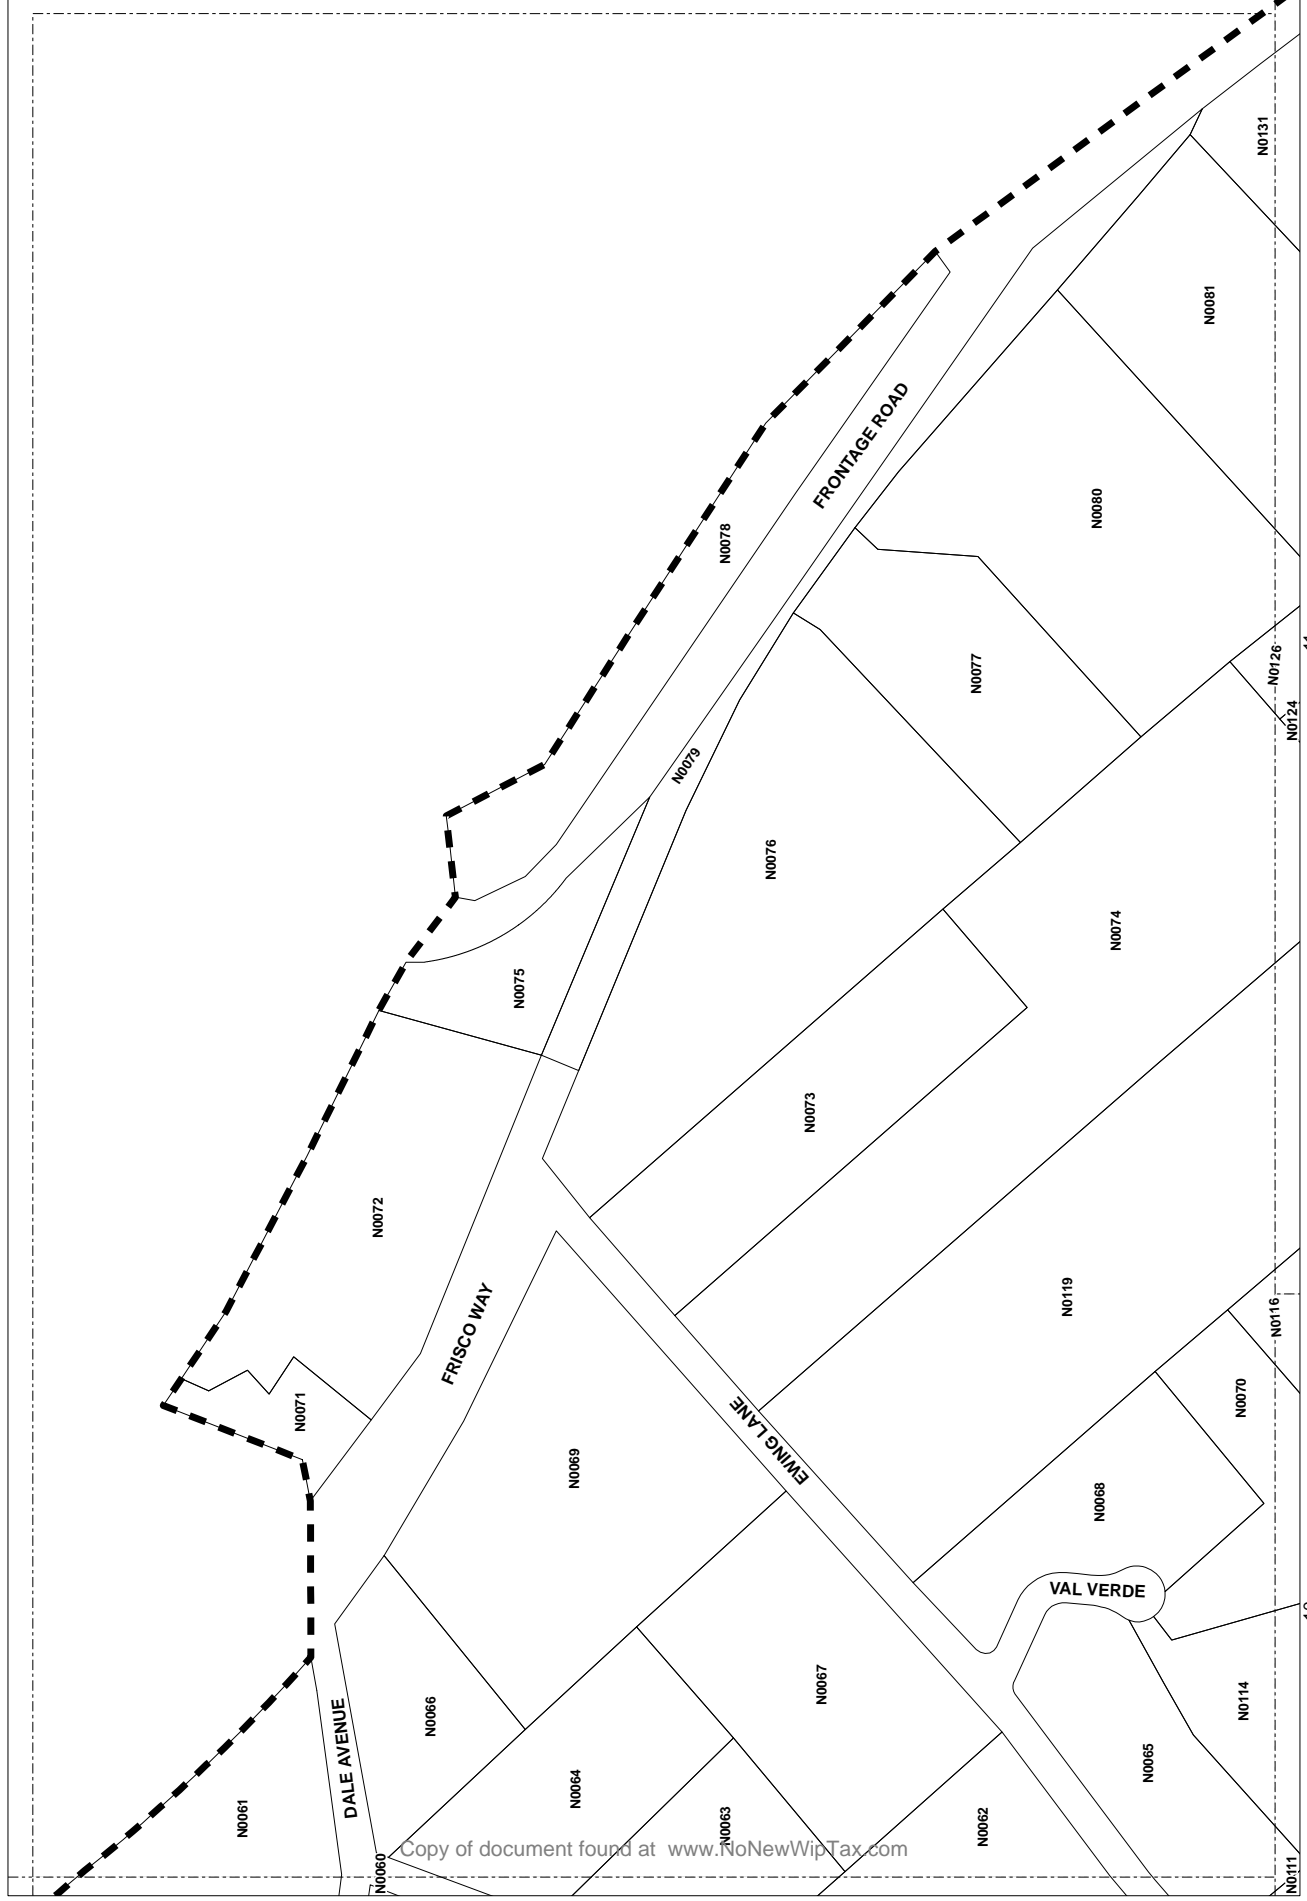 N0131
N0081
FRONTAGE ROAD
N0080
N0078
N0126
N0077
N0124
N0079
N0076
N0074
N0075
N0073
N0072
N0119
N0116
FRISCO WAY
N0071
N0070
EWING LANE
N0069
N0068
VAL VERDE
N0067
N0114
N0066
DALE AVENUE
N0065
N0064
N0061
N0063
N0062
Copy of document found at www.NoNewWipTax.com
N0060
N0111